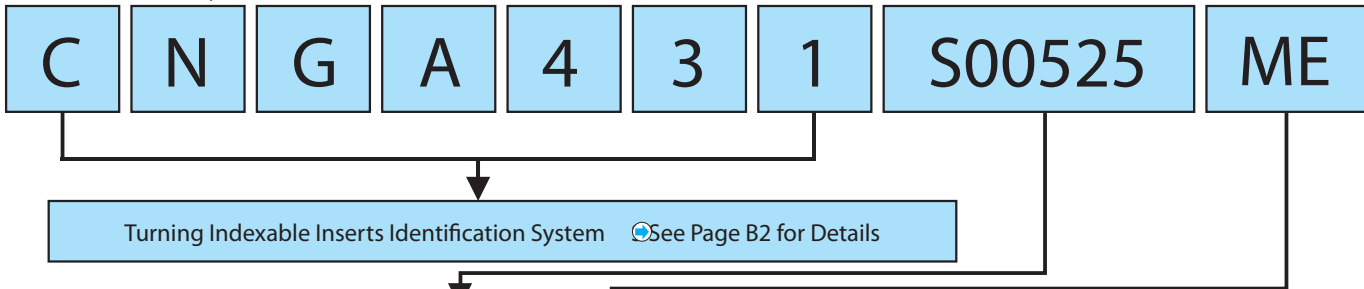 C N G A 4 3 1 S00525 ME
Turning Indexable Inserts Identification System See Page B2 for Details